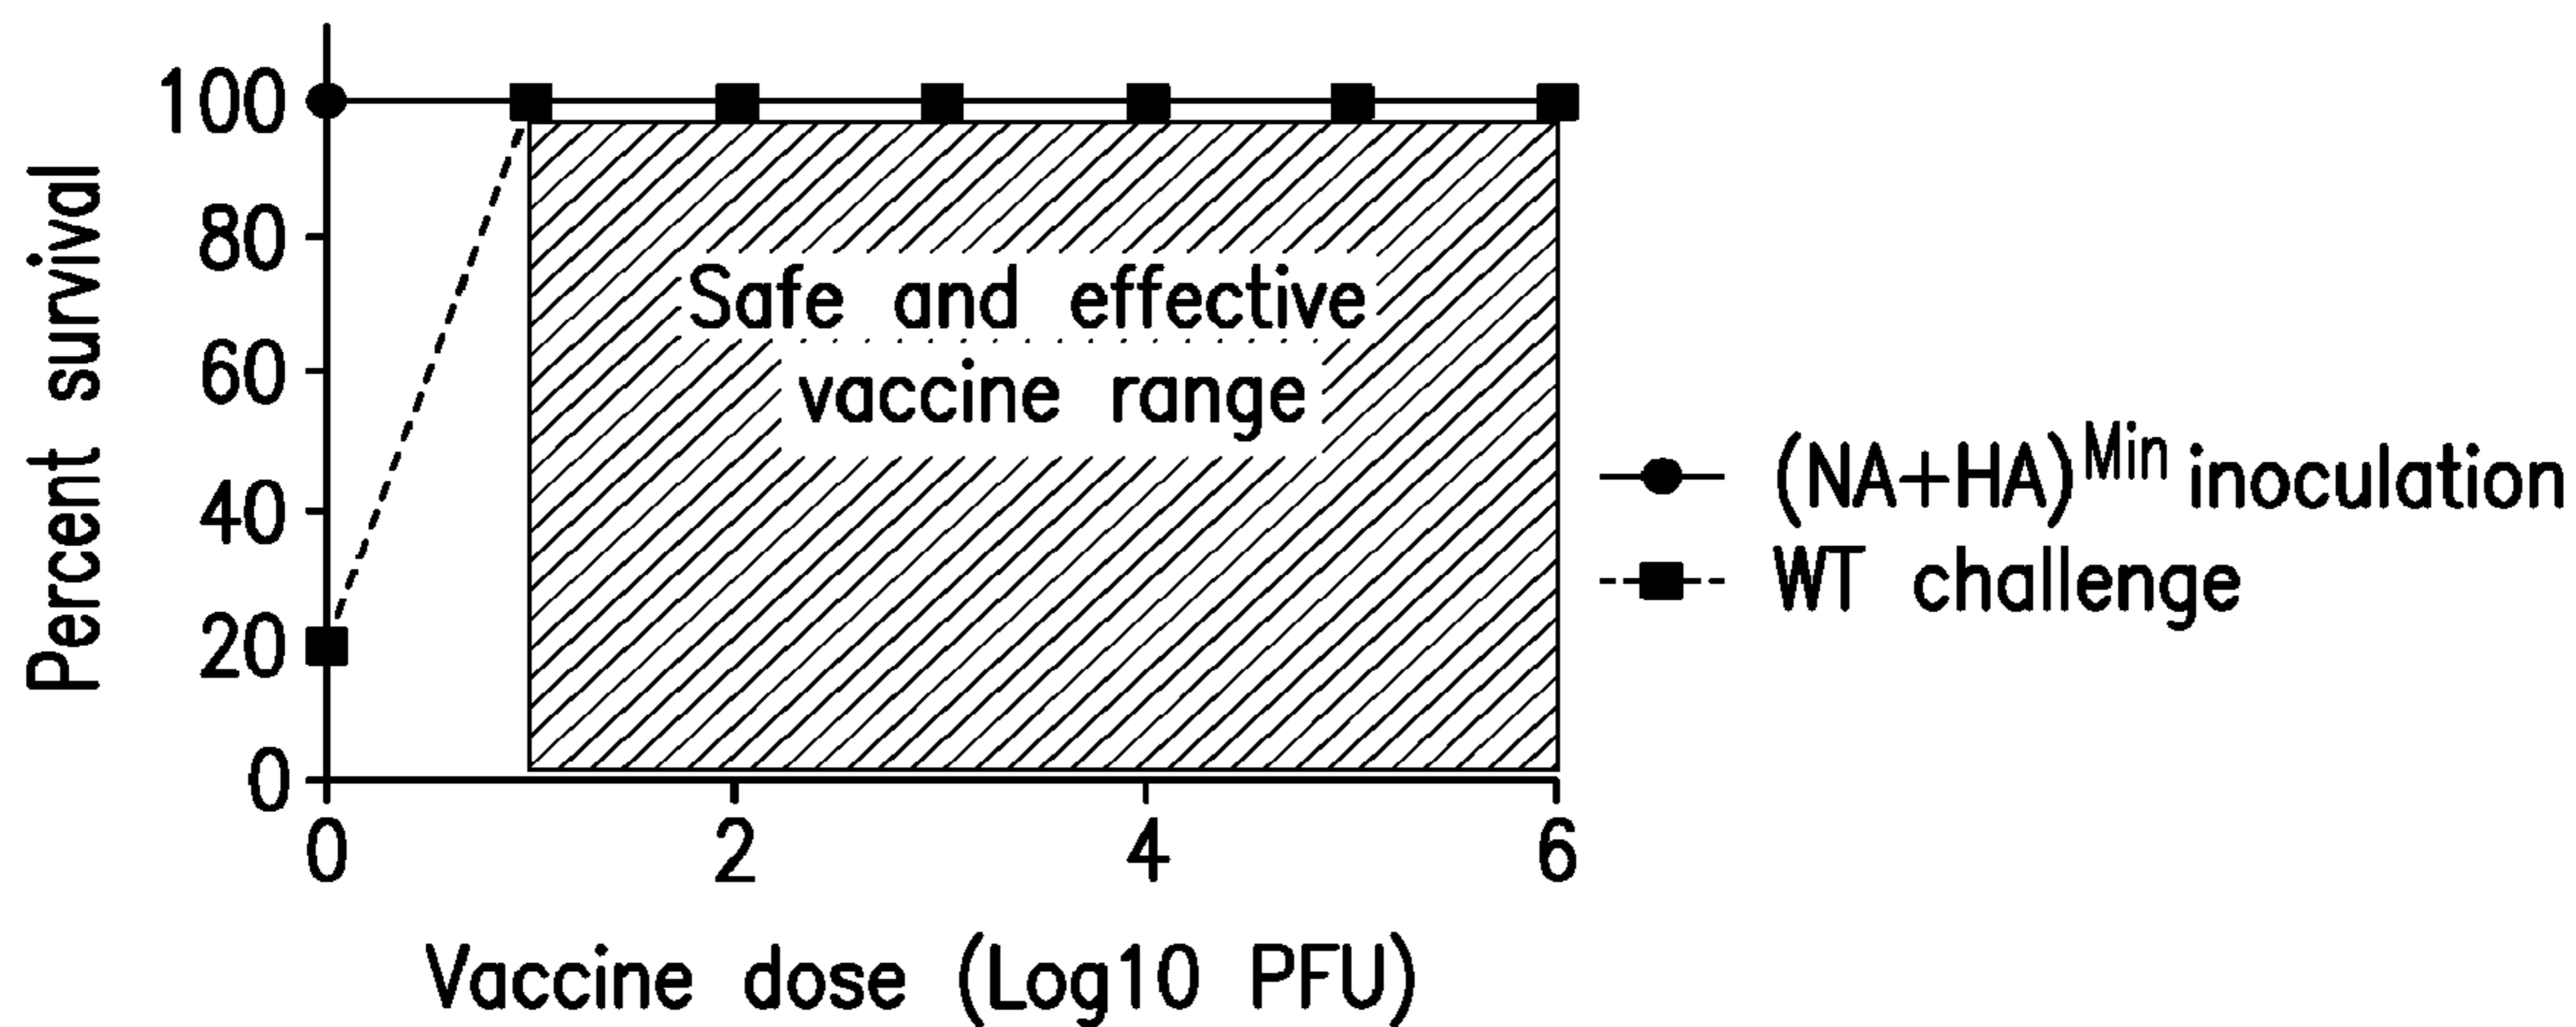 Percent survival
100
80
60
40
20
0
Safe and effective
vaccine range
0 2 4 6
Vaccine dose (Log10 PFU)
(NA+HA)^Min inoculation
WT challenge